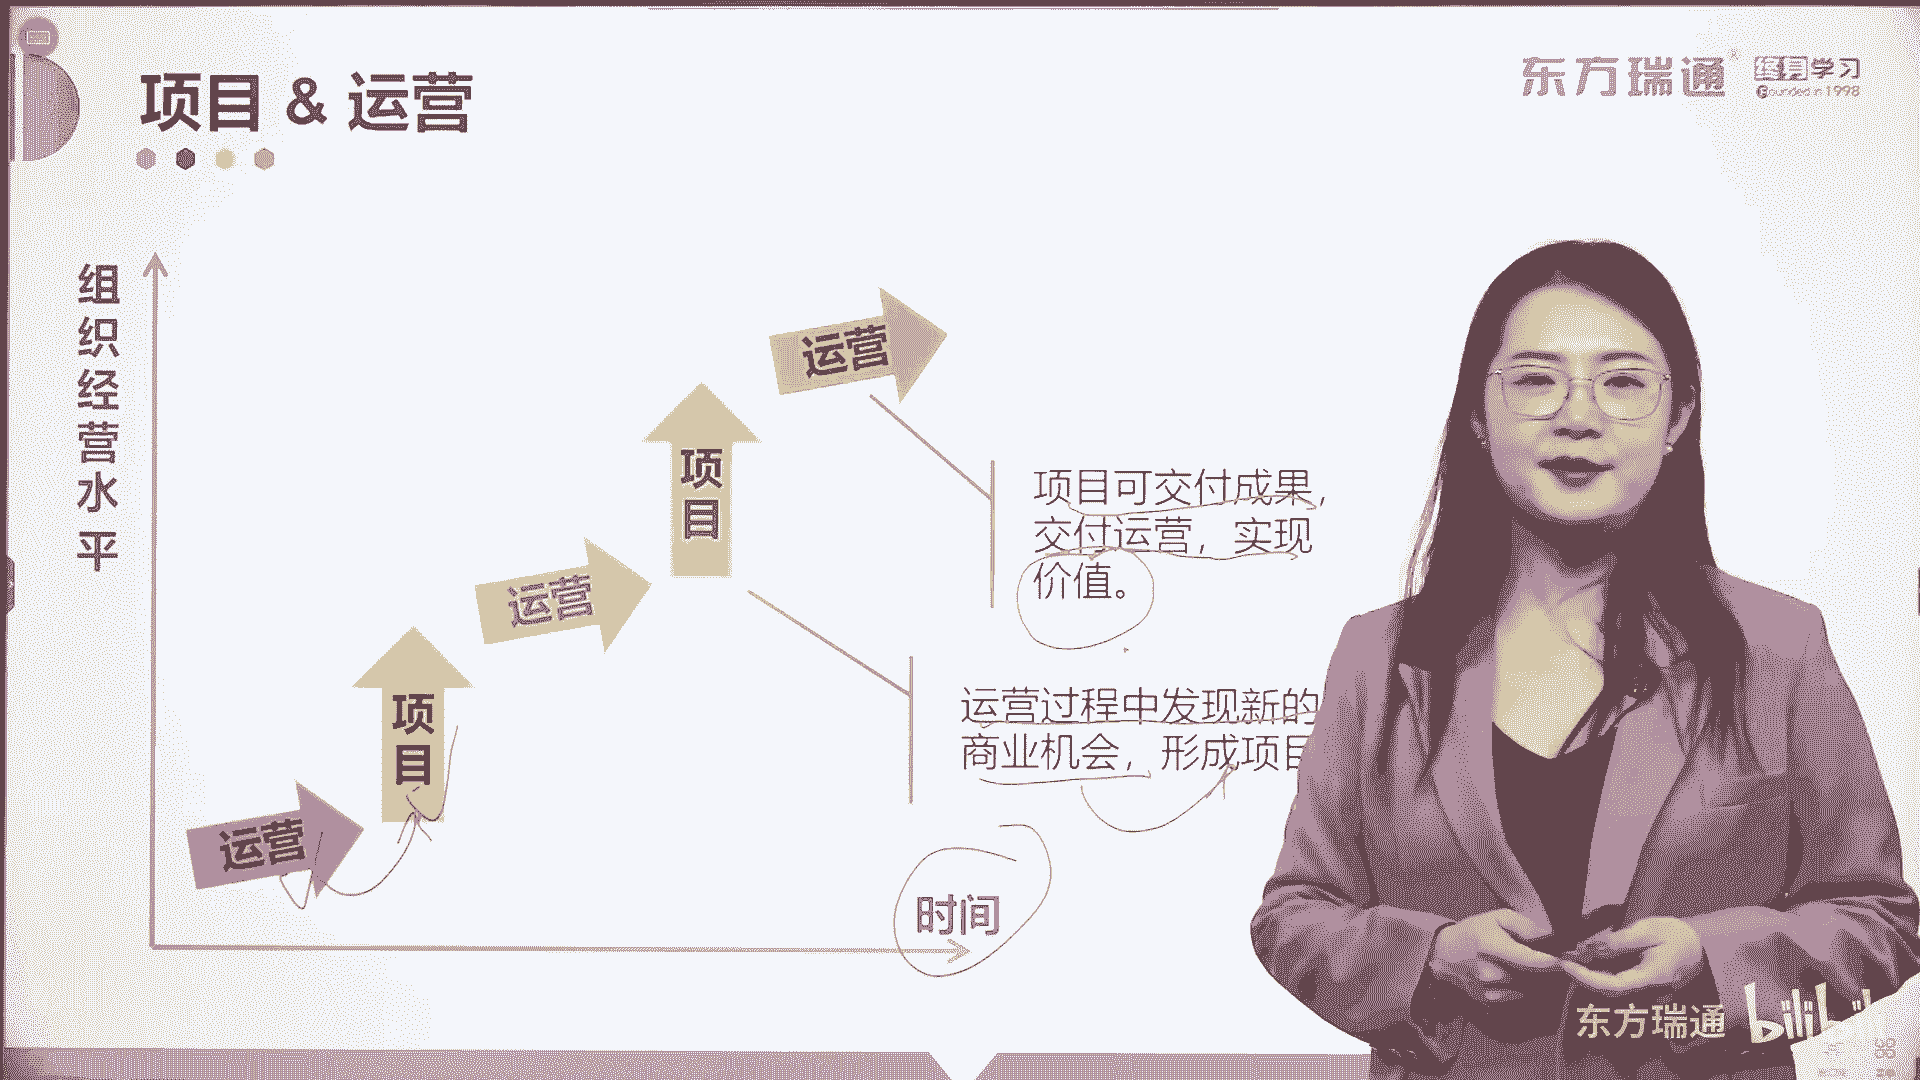 项目 & 运营
东方瑞通®
终身学习
Founded in 1998
组织经营水平
运营
项目
运营
项目
运营
项目可交付成果，
交付运营，实现
价值。
运营过程中发现新的
商业机会，形成项目
时间
东方瑞通